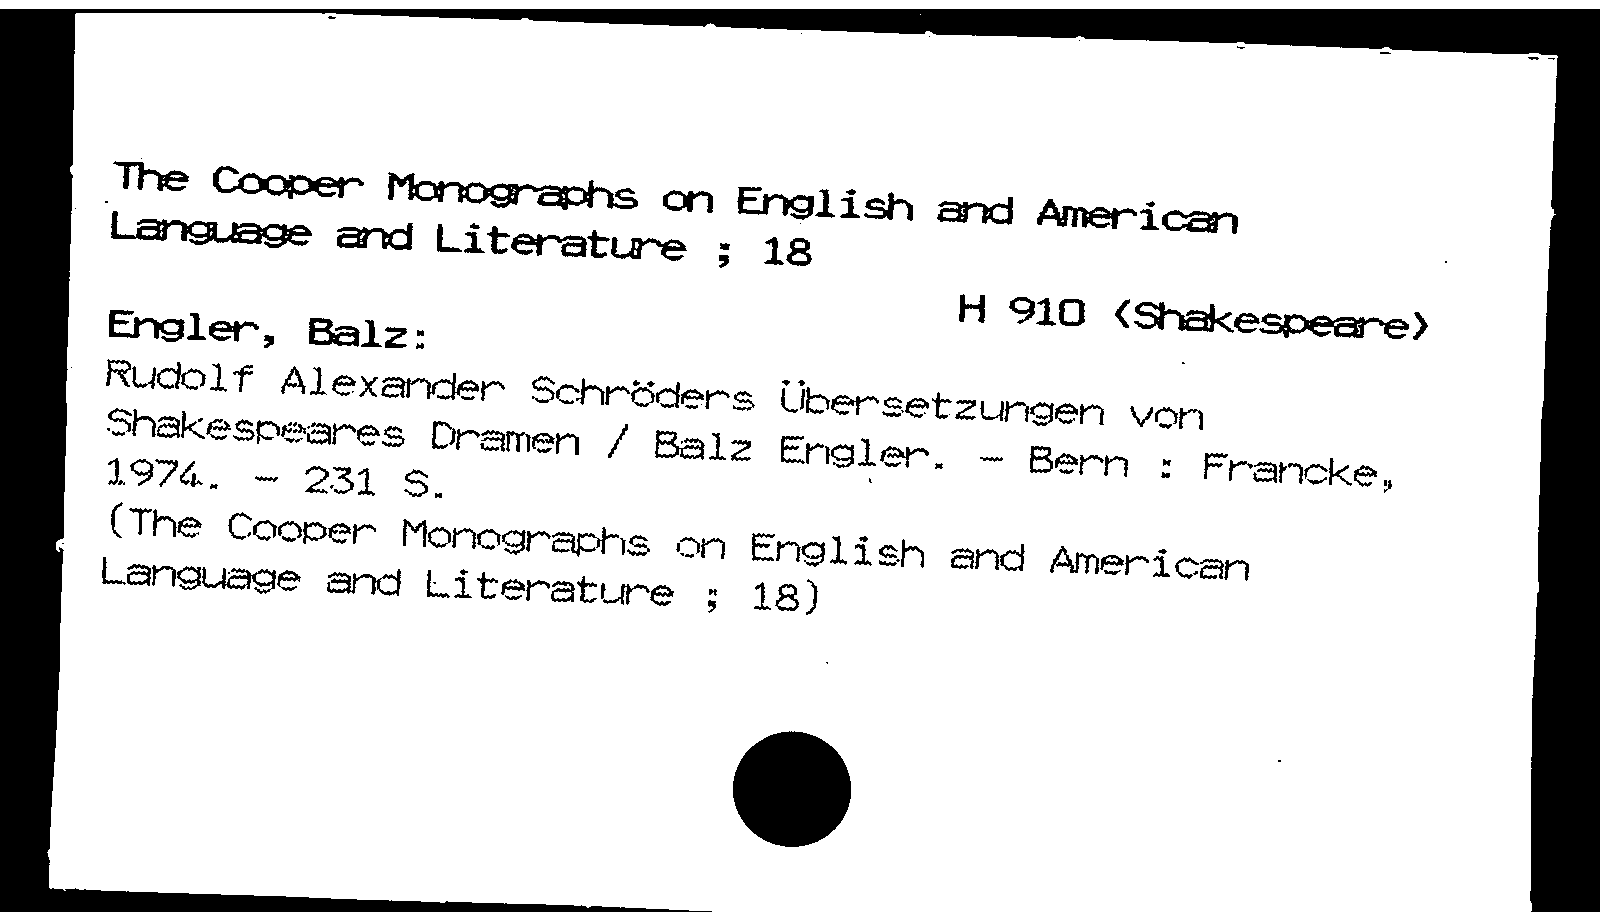 The Cooper Monographs on English and American
Language and Literature ; 18
H 910 (Shakespeare)
Engler, Balz:
Rudolf Alexander Schröders Übersetzungen von
Shakespeares Dramen / Balz Engler. - Bern : Francke,
1974. - 231 S.
(The Cooper Monographs on English and American
Language and Literature ; 18)